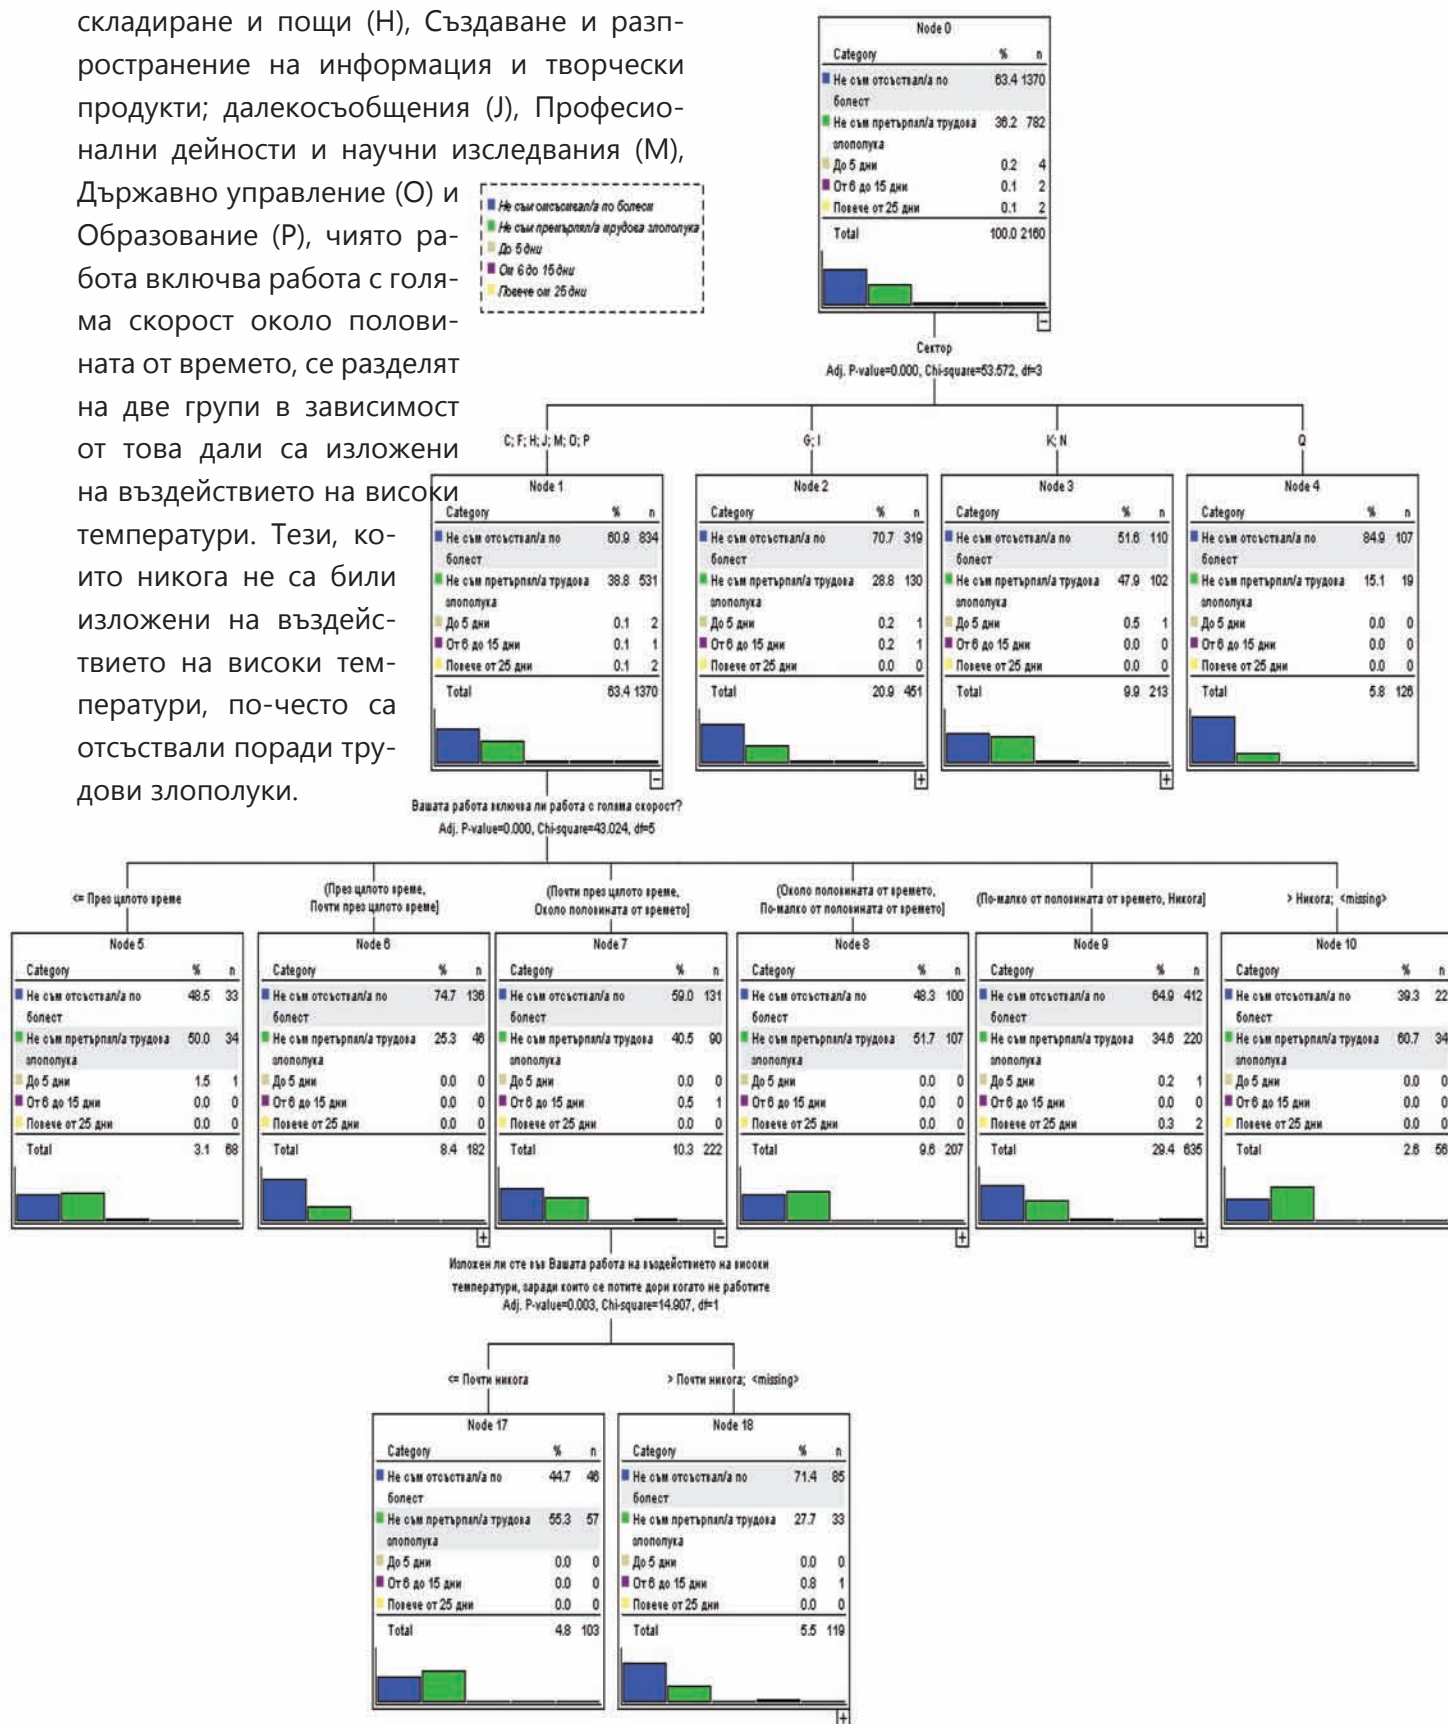 складиране и пощи (H), Създаване и разп-
ространение на информация и творчески
продукти; далекосъобщения (J), Професио-
нални дейности и научни изследвания (M),
Държавно управление (O) и
Образование (P), чиято ра-
бота включва работа с голя-
ма скорост около полови-
ната от времето, се разделят
на две групи в зависимост
от това дали са изложени
на въздействието на високи
температури. Тези, ко-
ито никога не са били
изложени на въздейс-
твието на високи тем-
ператури, по-често са
отсъствали поради тру-
дови злополуки.
Не съм отсъствал/а по болест
Не съм претърпял/а трудова злополука
До 5 дни
От 6 до 15 дни
Повече от 25 дни
Node 0
Category % n
Не съм отсъствал/а по 63.4 1370
болест
Не съм претърпял/а трудова 36.2 782
злополука
До 5 дни 0.2 4
От 6 до 15 дни 0.1 2
Повече от 25 дни 0.1 2
Total 100.0 2160
Сектор
Adj. P-value=0.000, Chi-square=53.572, df=3
C; F; H; J; M; O; P
G; I
K; N
Q
Node 1
Category % n
Не съм отсъствал/а по 60.9 834
болест
Не съм претърпял/а трудова 38.8 531
злополука
До 5 дни 0.1 2
От 6 до 15 дни 0.1 1
Повече от 25 дни 0.1 2
Total 63.4 1370
Node 2
Category % n
Не съм отсъствал/а по 70.7 319
болест
Не съм претърпял/а трудова 28.8 130
злополука
До 5 дни 0.2 1
От 6 до 15 дни 0.2 1
Повече от 25 дни 0.0 0
Total 20.9 451
Node 3
Category % n
Не съм отсъствал/а по 51.6 110
болест
Не съм претърпял/а трудова 47.9 102
злополука
До 5 дни 0.5 1
От 6 до 15 дни 0.0 0
Повече от 25 дни 0.0 0
Total 9.9 213
Node 4
Category % n
Не съм отсъствал/а по 84.9 107
болест
Не съм претърпял/а трудова 15.1 19
злополука
До 5 дни 0.0 0
От 6 до 15 дни 0.0 0
Повече от 25 дни 0.0 0
Total 5.8 126
Вашата работа включва ли работа с голяма скорост?
Adj. P-value=0.000, Chi-square=43.024, df=5
<= През цялото време
(През цялото време,
Почти през цялото време]
(Почти през цялото време,
Около половината от времето]
(Около половината от времето,
По-малко от половината от времето]
(По-малко от половината от времето, Никога]
> Никога; <missing>
Node 5
Category % n
Не съм отсъствал/а по 48.5 33
болест
Не съм претърпял/а трудова 50.0 34
злополука
До 5 дни 1.5 1
От 6 до 15 дни 0.0 0
Повече от 25 дни 0.0 0
Total 3.1 68
Node 6
Category % n
Не съм отсъствал/а по 74.7 136
болест
Не съм претърпял/а трудова 25.3 46
злополука
До 5 дни 0.0 0
От 6 до 15 дни 0.0 0
Повече от 25 дни 0.0 0
Total 8.4 182
Node 7
Category % n
Не съм отсъствал/а по 59.0 131
болест
Не съм претърпял/а трудова 40.5 90
злополука
До 5 дни 0.0 0
От 6 до 15 дни 0.5 1
Повече от 25 дни 0.0 0
Total 10.3 222
Node 8
Category % n
Не съм отсъствал/а по 48.3 100
болест
Не съм претърпял/а трудова 51.7 107
злополука
До 5 дни 0.0 0
От 6 до 15 дни 0.0 0
Повече от 25 дни 0.0 0
Total 9.6 207
Node 9
Category % n
Не съм отсъствал/а по 64.9 412
болест
Не съм претърпял/а трудова 34.6 220
злополука
До 5 дни 0.2 1
От 6 до 15 дни 0.0 0
Повече от 25 дни 0.3 2
Total 29.4 635
Node 10
Category % n
Не съм отсъствал/а по 39.3 22
болест
Не съм претърпял/а трудова 60.7 34
злополука
До 5 дни 0.0 0
От 6 до 15 дни 0.0 0
Повече от 25 дни 0.0 0
Total 2.6 56
Изложен ли сте във Вашата работа на въздействието на високи
температури, заради които се потите дори когато не работите
Adj. P-value=0.003, Chi-square=14.907, df=1
<= Почти никога
> Почти никога; <missing>
Node 17
Category % n
Не съм отсъствал/а по 44.7 46
болест
Не съм претърпял/а трудова 55.3 57
злополука
До 5 дни 0.0 0
От 6 до 15 дни 0.0 0
Повече от 25 дни 0.0 0
Total 4.8 103
Node 18
Category % n
Не съм отсъствал/а по 71.4 85
болест
Не съм претърпял/а трудова 27.7 33
злополука
До 5 дни 0.0 0
От 6 до 15 дни 0.8 1
Повече от 25 дни 0.0 0
Total 5.5 119